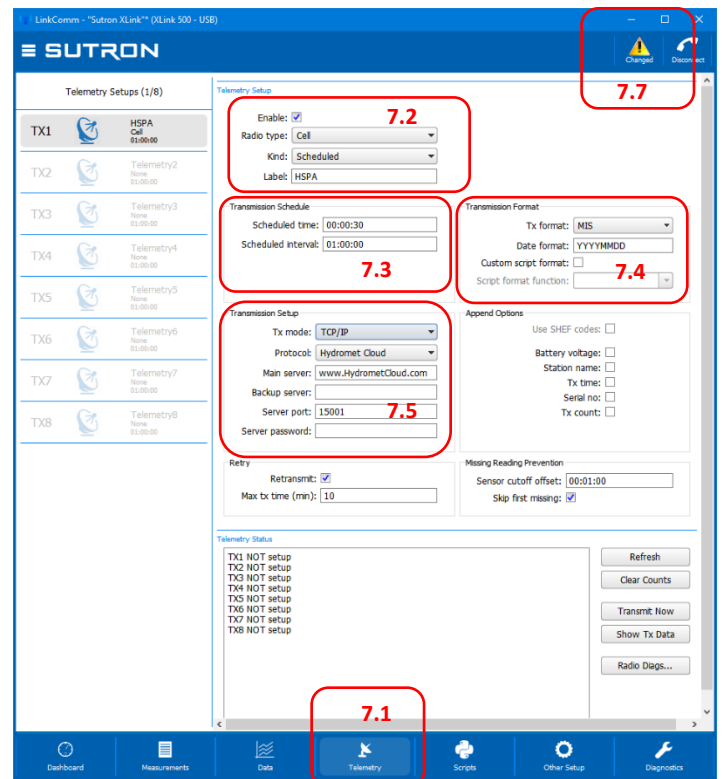 LinkComm - "Sutron XLink"* (XLink 500 - USB)
≡ SUTRON
Changed
Disconnect
7.7
Telemetry Setups (1/8)
TX1
HSPA
Cell
01:00:00
TX2
Telemetry2
None
01:00:00
TX3
Telemetry3
None
01:00:00
TX4
Telemetry4
None
01:00:00
TX5
Telemetry5
None
01:00:00
TX6
Telemetry6
None
01:00:00
TX7
Telemetry7
None
01:00:00
TX8
Telemetry8
None
01:00:00
Telemetry Setup
7.2
Enable:
Radio type: Cell
Kind: Scheduled
Label: HSPA
Transmission Schedule
Scheduled time: 00:00:30
Scheduled interval: 01:00:00
7.3
Transmission Format
Tx format: MIS
Date format: YYYYMMDD
Custom script format:
Script format function:
7.4
Transmission Setup
Tx mode: TCP/IP
Protocol: Hydromet Cloud
Main server: www.HydrometCloud.com
Backup server:
Server port: 15001
Server password:
7.5
Append Options
Use SHEF codes:
Battery voltage:
Station name:
Tx time:
Serial no:
Tx count:
Retry
Retransmit:
Max tx time (min): 10
Missing Reading Prevention
Sensor cutoff offset: 00:01:00
Skip first missing:
Telemetry Status
TX1 NOT setup
TX2 NOT setup
TX3 NOT setup
TX4 NOT setup
TX5 NOT setup
TX6 NOT setup
TX7 NOT setup
TX8 NOT setup
Refresh
Clear Counts
Transmit Now
Show Tx Data
Radio Diags...
7.1
Dashboard
Measurements
Data
Telemetry
Scripts
Other Setup
Diagnostics